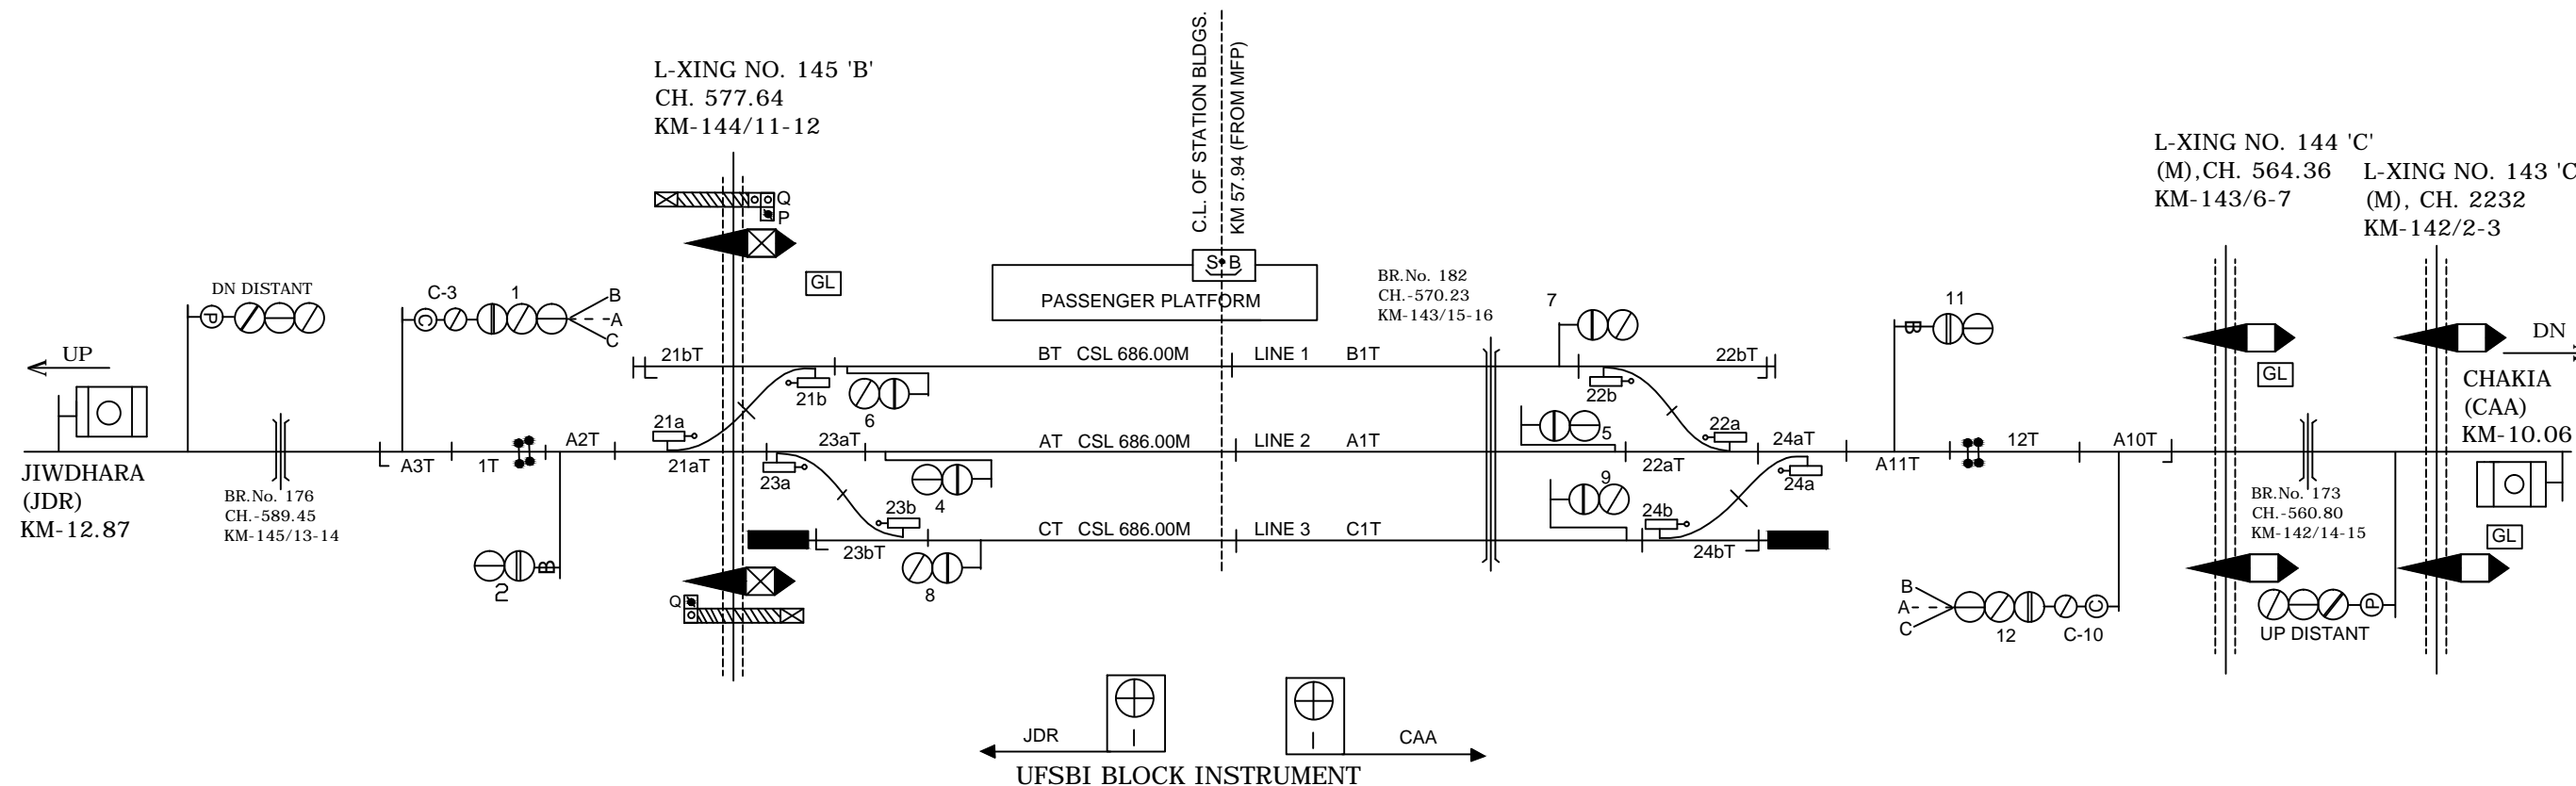 C.L. OF STATION BLDGS.
KM 57.94 (FROM MFP)
L-XING NO. 145 'B'
CH. 577.64
KM-144/11-12
L-XING NO. 144 'C'
(M),CH. 564.36
KM-143/6-7
L-XING NO. 143 'C
(M), CH. 2232
KM-142/2-3
Q
P
GL
S B
PASSENGER PLATFORM
BR.No. 182
CH.-570.23
KM-143/15-16
DN DISTANT
P
C-3
1
C
B
A
C
7
11
B
UP
DN
GL
21bT
BT CSL 686.00M
LINE 1
B1T
22bT
21b
6
22b
CHAKIA
(CAA)
KM-10.06
21a
A2T
21aT
23aT
AT CSL 686.00M
LINE 2
A1T
5
22a
22aT
24aT
A11T
12T
A10T
A3T
1T
JIWDHARA
(JDR)
KM-12.87
BR.No. 176
CH.-589.45
KM-145/13-14
23a
4
9
24a
23b
24b
BR.No. 173
CH.-560.80
KM-142/14-15
GL
CT CSL 686.00M
LINE 3
C1T
23bT
24bT
B
2
8
Q
B
A
C
12
C
C-10
P
UP DISTANT
JDR
CAA
UFSBI BLOCK INSTRUMENT